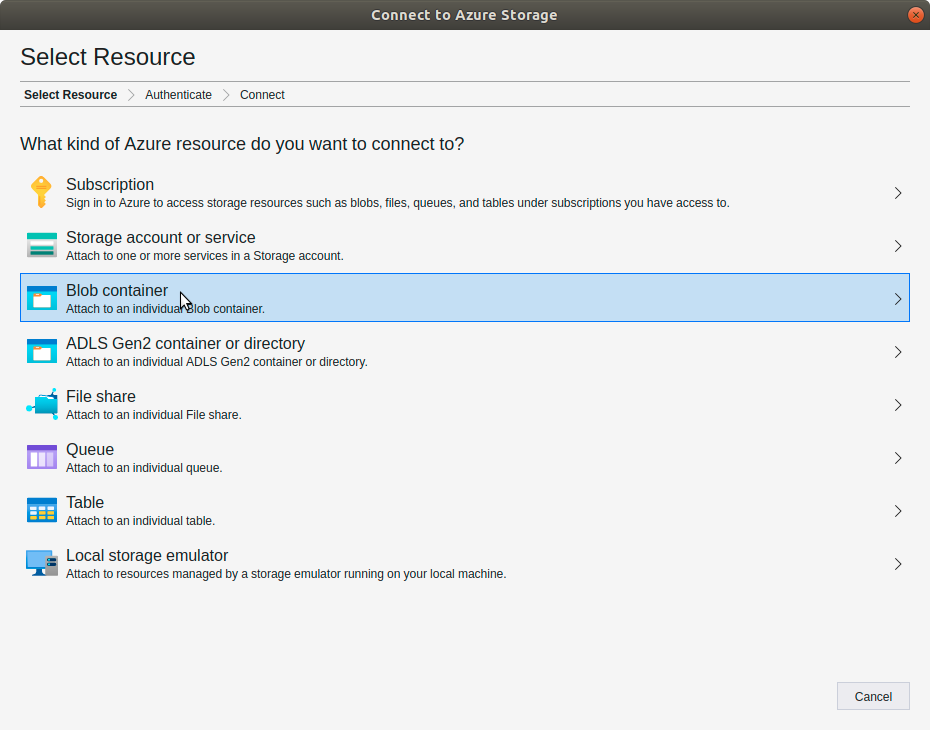 Connect to Azure Storage
Select Resource
Select Resource Authenticate Connect
What kind of Azure resource do you want to connect to?
Subscription
Sign in to Azure to access storage resources such as blobs, files, queues, and tables under subscriptions you have access to.
Storage account or service
Attach to one or more services in a Storage account.
Blob container
Attach to an individual Blob container.
ADLS Gen2 container or directory
Attach to an individual ADLS Gen2 container or directory.
File share
Attach to an individual File share.
Queue
Attach to an individual queue.
Table
Attach to an individual table.
Local storage emulator
Attach to resources managed by a storage emulator running on your local machine.
Cancel